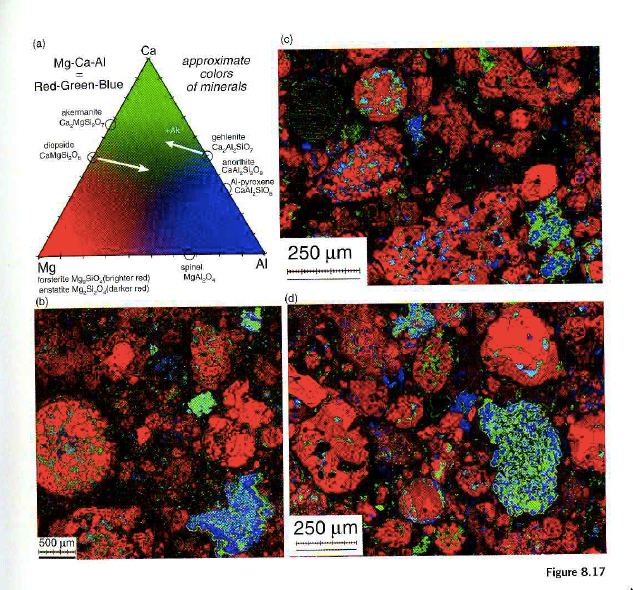 (a)
Ca
Mg-Ca-Al
=
Red-Green-Blue
approximate
colors
of minerals
akermanite
Ca₂MgSi₂O₇
diopside
CaMgSi₂O₆
+Ak
gehlenite
Ca₂Al₂SiO₇
anorthite
CaAl₂Si₂O₈
Al-pyroxene
CaAl₂SiO₆
Mg
Al
forsterite Mg₂SiO₄(brighter red)
enstatite Mg₂Si₂O₆(darker red)
spinel
MgAl₂O₄
(c)
250 µm
(b)
500 µm
(d)
250 µm
Figure 8.17